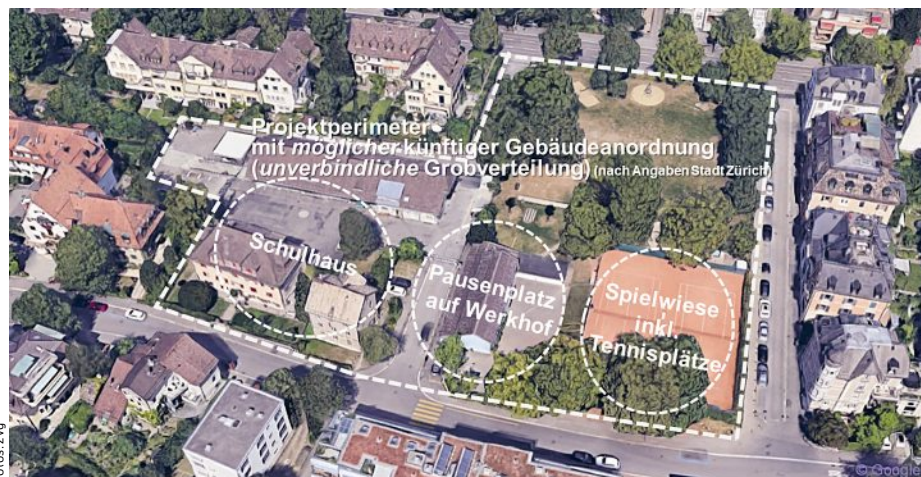 Projektperimeter
mit möglicher künftiger Gebäudeanordnung
(unverbindliche Grobverteilung) (nach Angaben Stadt Zürich)
Schulhaus
Pausenplatz
auf Werkhof
Spielwiese
inkl.
Tennisplätze
© Google